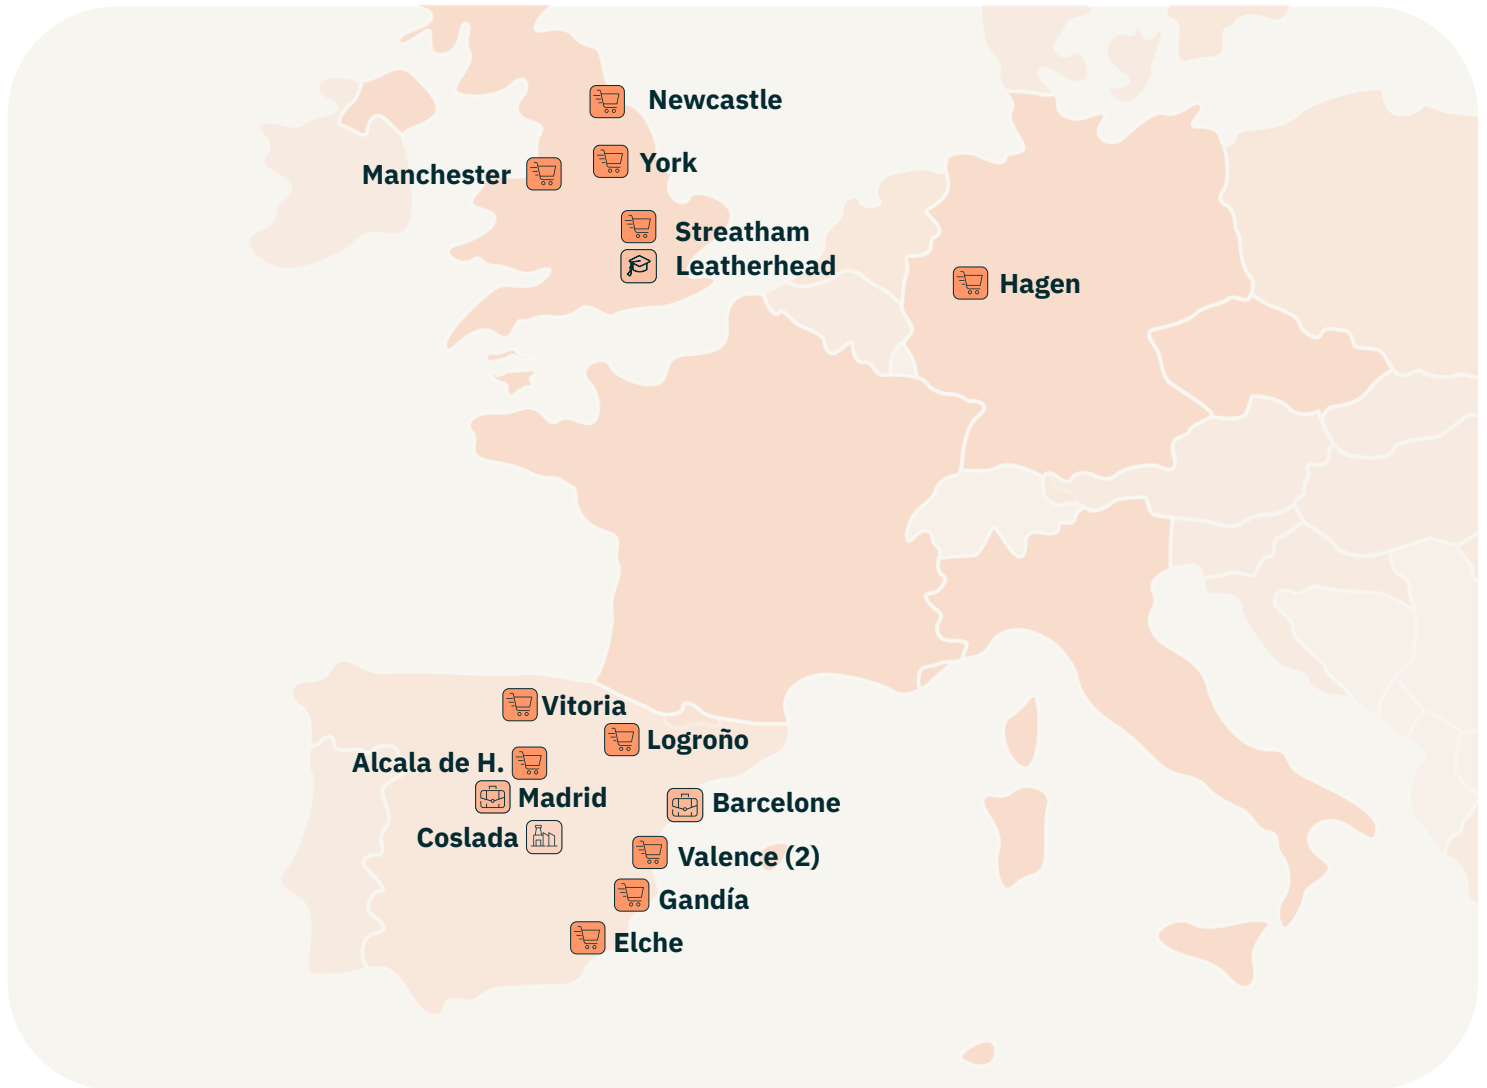 Newcastle
York
Manchester
Streatham
Leatherhead
Hagen
Vitoria
Logroño
Alcala de H.
Madrid
Barcelone
Coslada
Valence (2)
Gandía
Elche